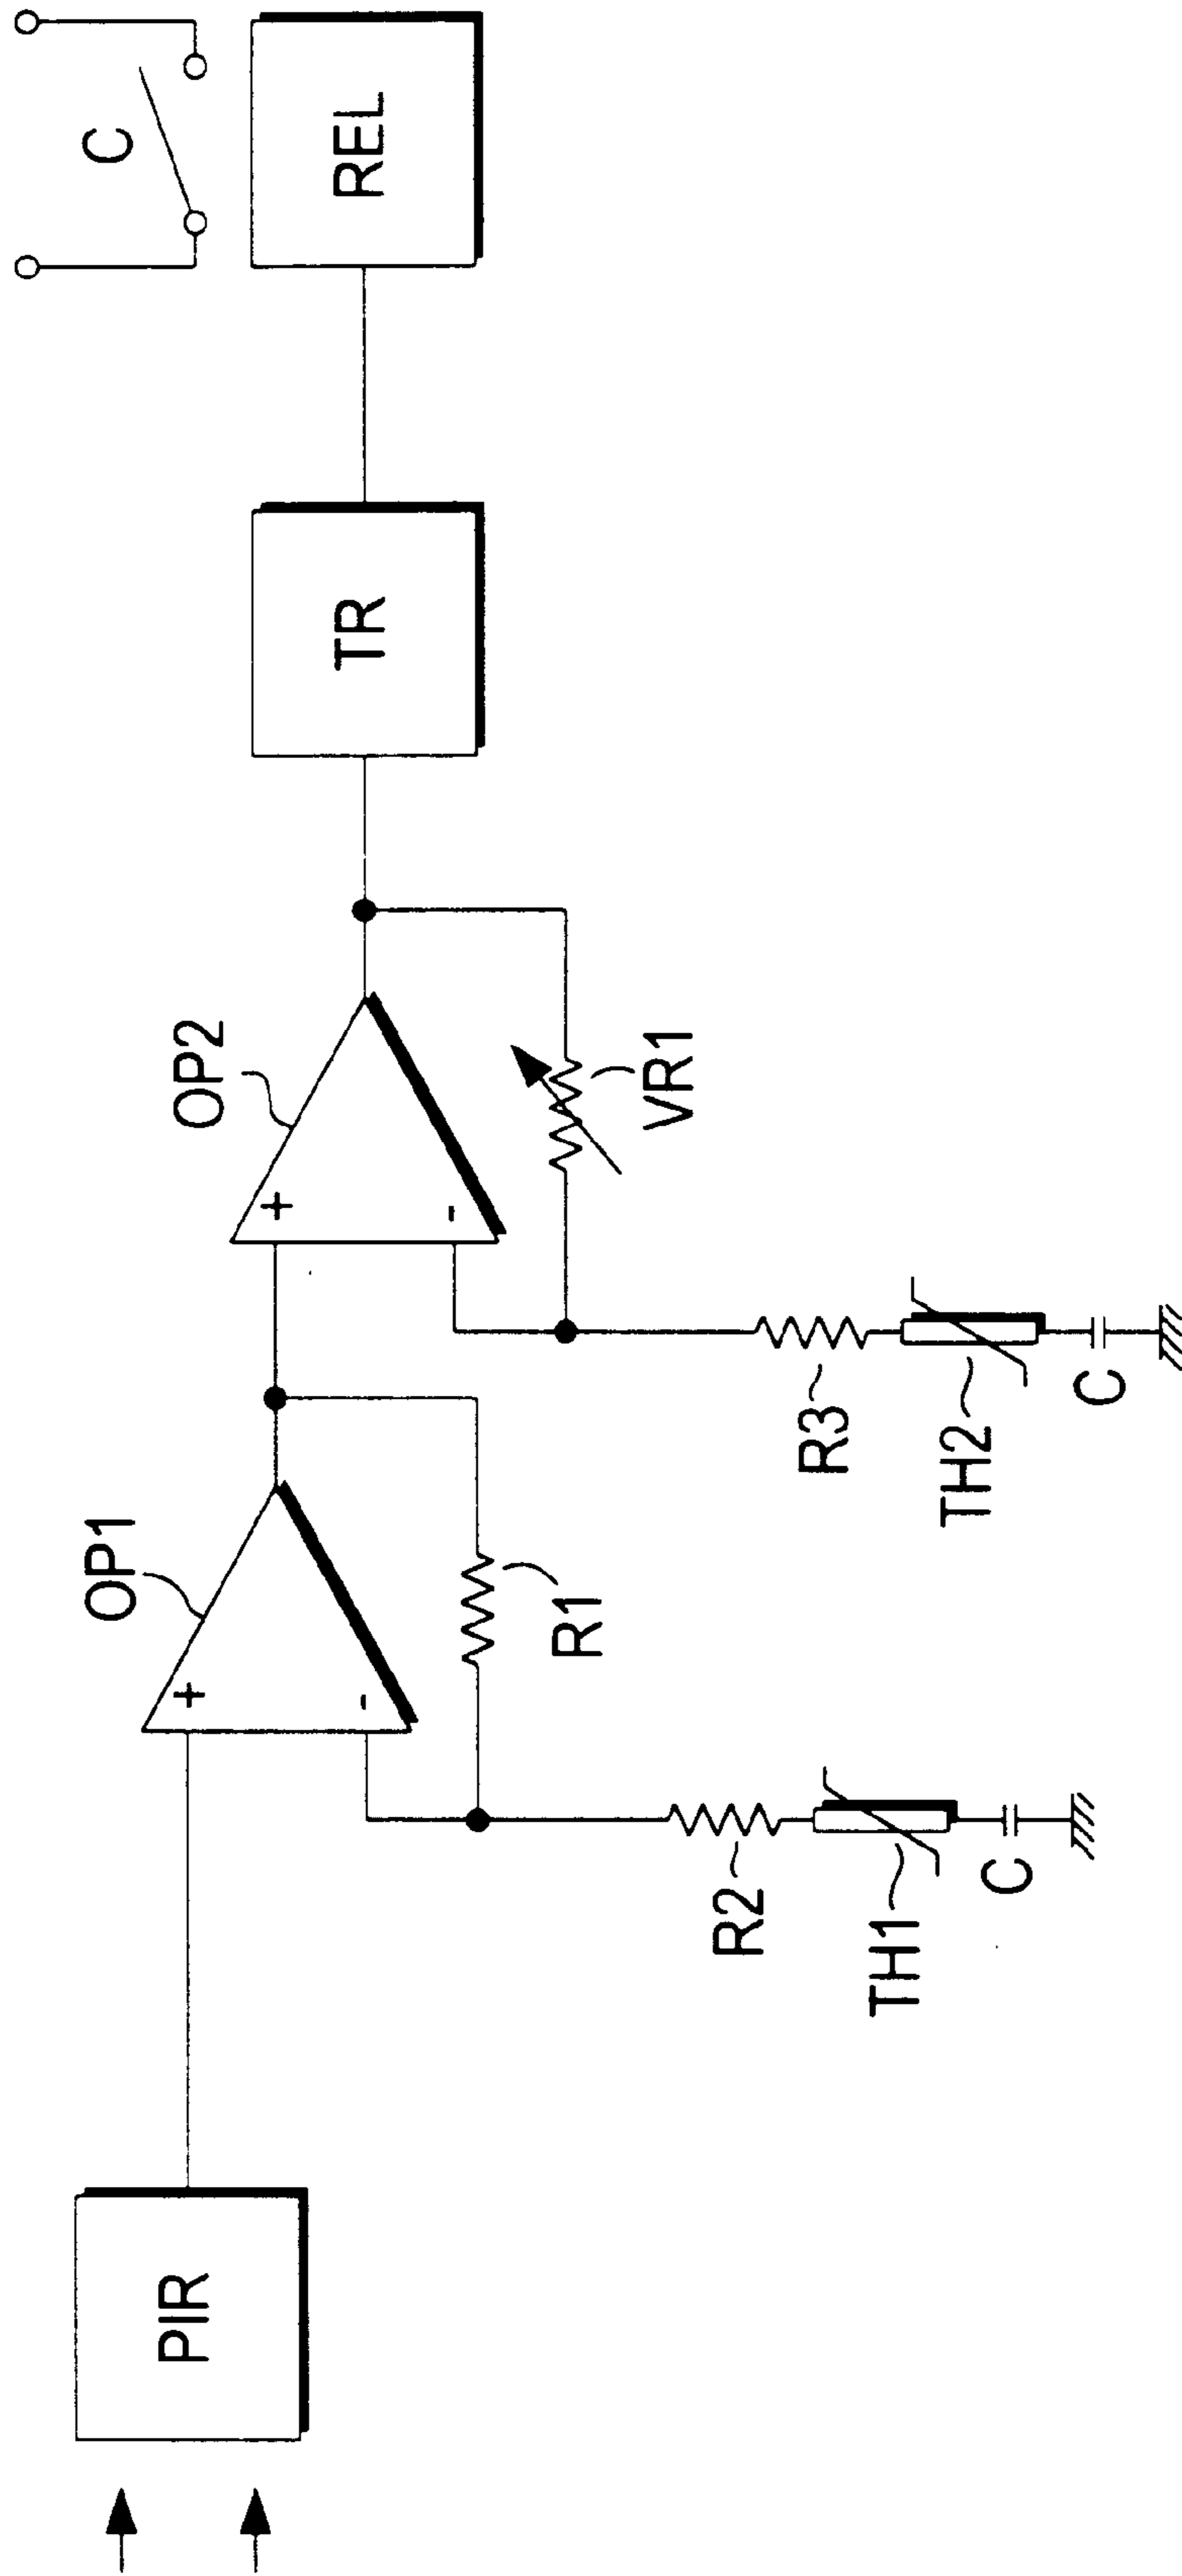 PIR
OP1
+
-
R1
R2
TH1
C
OP2
+
-
VR1
R3
TH2
C
TR
REL
C